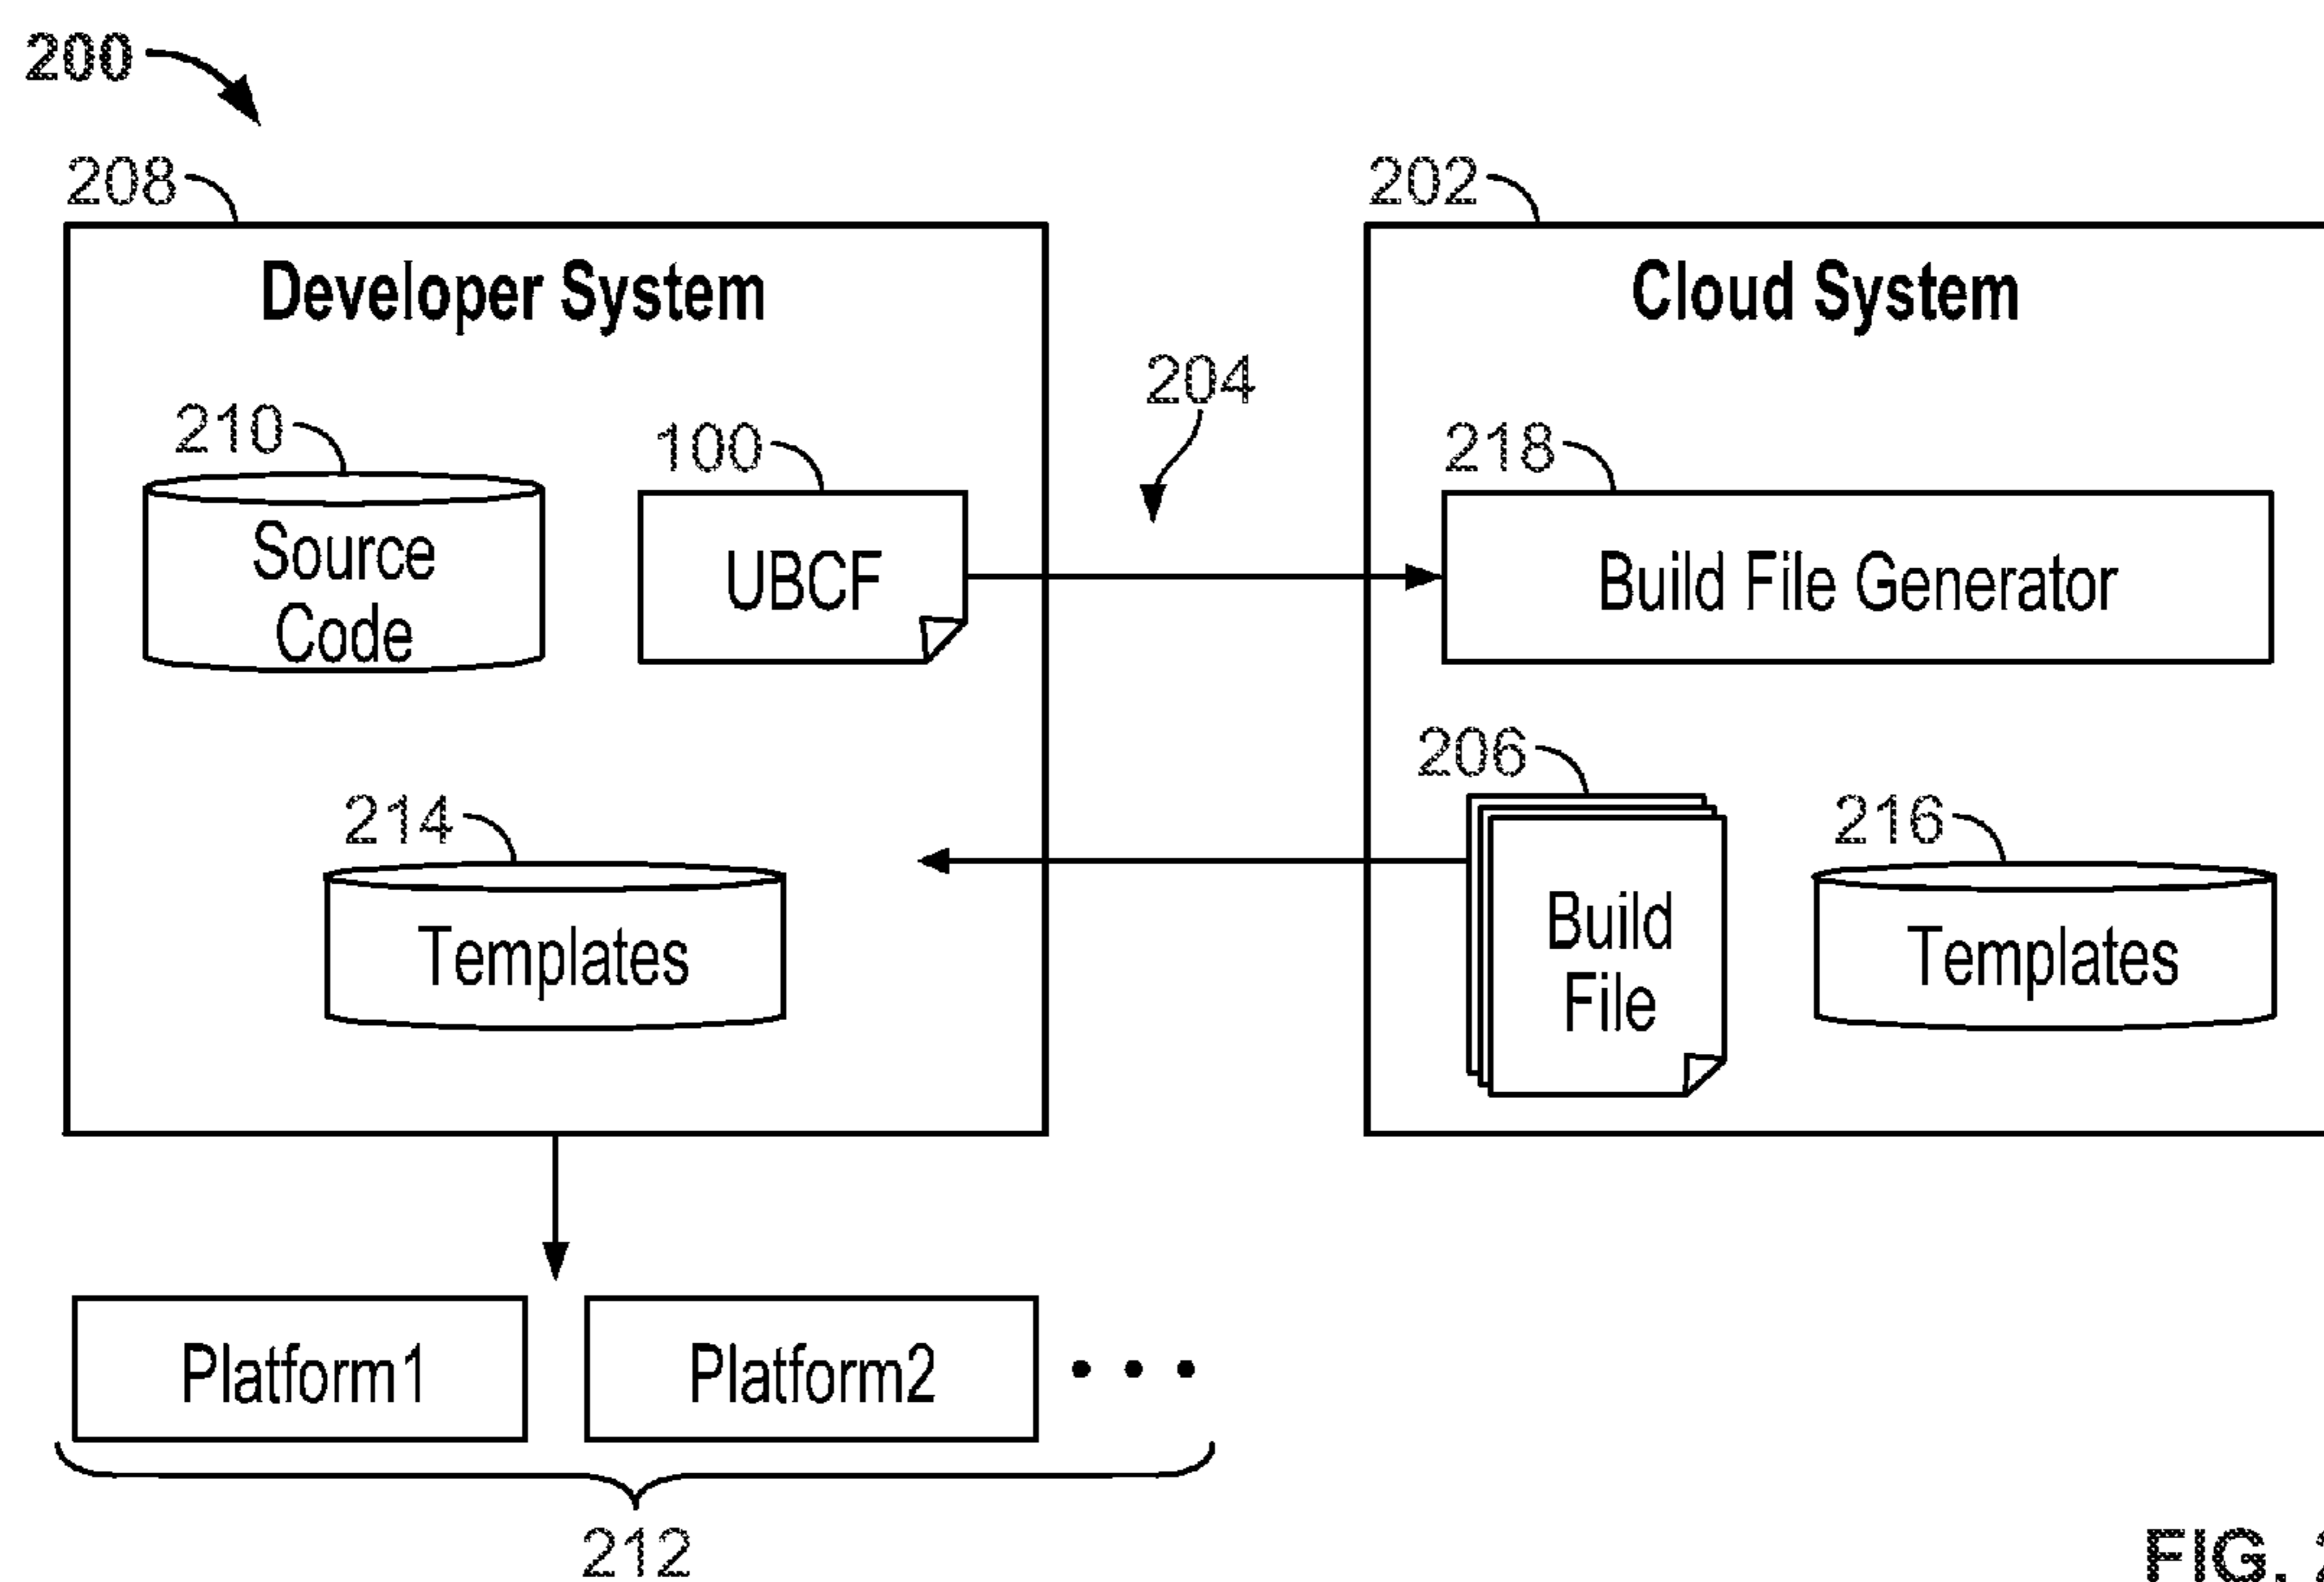 200
208
202
Developer System
Cloud System
204
210
100
218
Source
Code
UBCF
Build File Generator
206
214
216
Templates
Build
File
Templates
Platform1
Platform2
• • •
212
FIG.